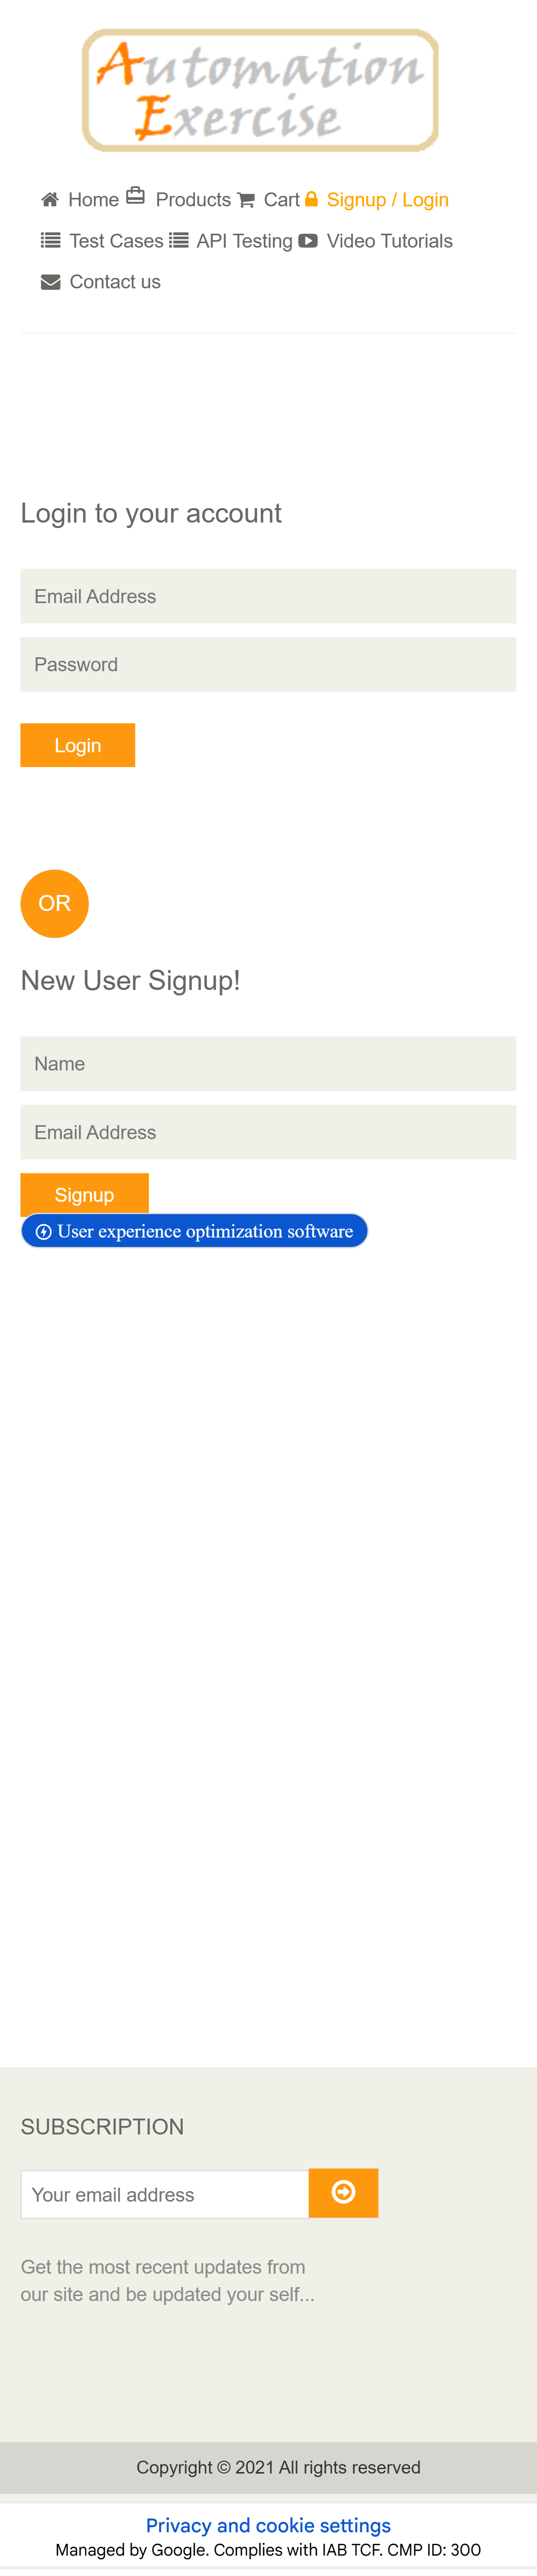 Automation
Exercise
Home Products Cart Signup / Login
Test Cases API Testing Video Tutorials
Contact us
Login to your account
Email Address
Password
Login
OR
New User Signup!
Name
Email Address
Signup
User experience optimization software
SUBSCRIPTION
Your email address
Get the most recent updates from
our site and be updated your self...
Copyright © 2021 All rights reserved
Privacy and cookie settings
Managed by Google. Complies with IAB TCF. CMP ID: 300